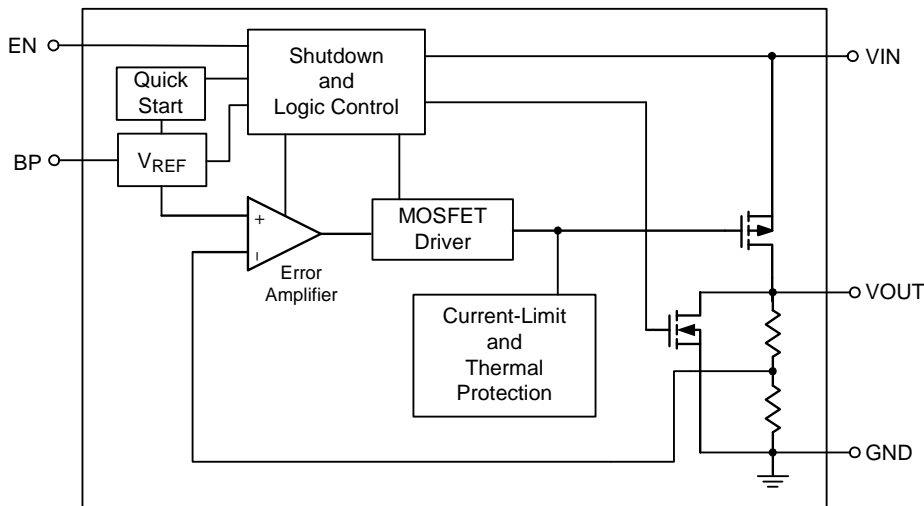 EN
Shutdown
and
Logic Control
VIN
Quick
Start
BP
VREF
+
−
MOSFET
Driver
Error
Amplifier
VOUT
Current-Limit
and
Thermal
Protection
GND